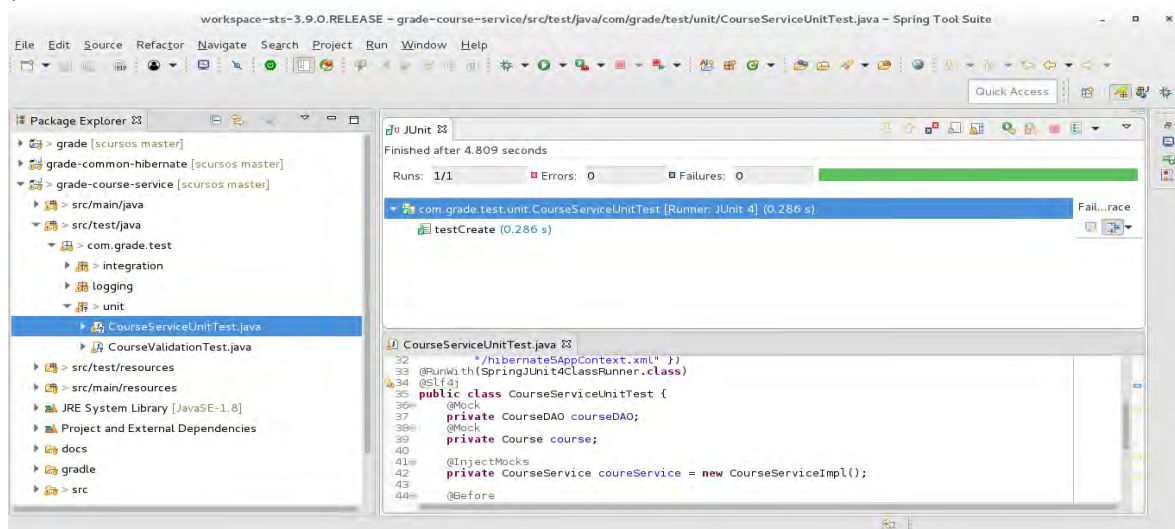 workspace-sts-3.9.0.RELEASE – grade-course-service/src/test/java/com/grade/test/unit/CourseServiceUnitTest.java – Spring Tool Suite
File Edit Source Refactor Navigate Search Project Run Window Help
Quick Access
Package Explorer
> grade [scursos master]
grade-common-hibernate [scursos master]
> grade-course-service [scursos master]
> src/main/java
> src/test/java
> com.grade.test
> integration
logging
> unit
CourseServiceUnitTest.java
CourseValidationTest.java
> src/test/resources
> src/main/resources
JRE System Library [JavaSE-1.8]
Project and External Dependencies
docs
gradle
> src
JUnit
Finished after 4.809 seconds
Runs: 1/1 Errors: 0 Failures: 0
com.grade.test.unit.CourseServiceUnitTest [Runner: JUnit 4] (0.286 s)
testCreate (0.286 s)
Fail...race
CourseServiceUnitTest.java
32 "/hibernate5AppContext.xml" })
33 @RunWith(SpringJUnit4ClassRunner.class)
34 @Slf4j
35 public class CourseServiceUnitTest {
36 @Mock
37 private CourseDAO courseDAO;
38 @Mock
39 private Course course;
40
41 @InjectMocks
42 private CourseService coureService = new CourseServiceImpl();
43
44 @Before